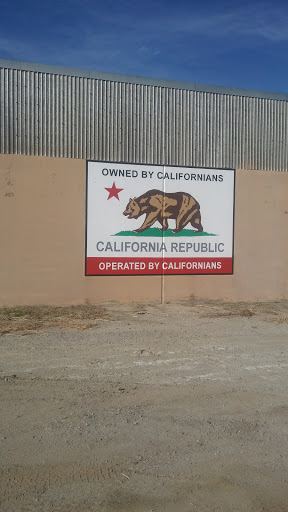 OWNED BY CALIFORNIANS
CALIFORNIA REPUBLIC
OPERATED BY CALIFORNIANS